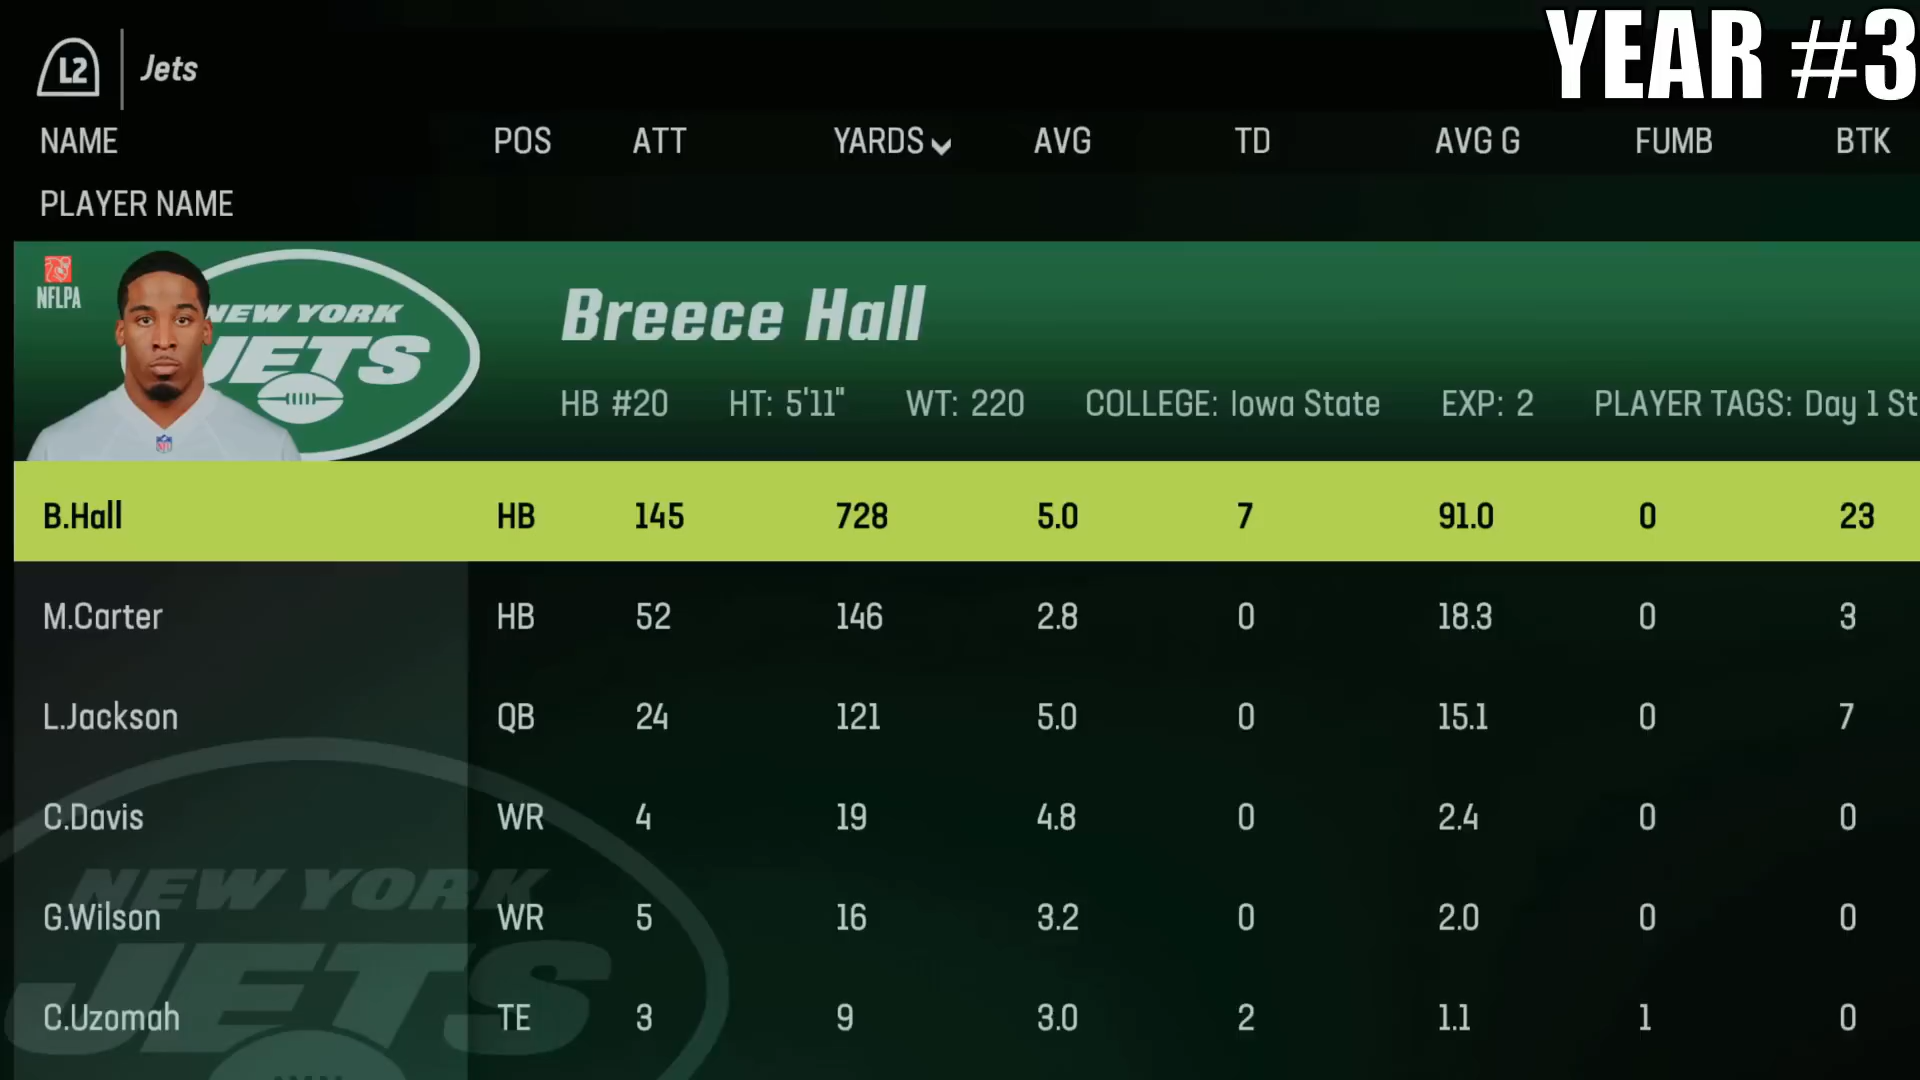 YEAR #3
L2 Jets
NAME POS ATT YARDS AVG TD AVG G FUMB BTK
PLAYER NAME
NFLPA
NEW YORK
JETS
Breece Hall
HB #20 HT: 5'11" WT: 220 COLLEGE: Iowa State EXP: 2 PLAYER TAGS: Day 1 St
B.Hall HB 145 728 5.0 7 91.0 0 23
M.Carter HB 52 146 2.8 0 18.3 0 3
L.Jackson QB 24 121 5.0 0 15.1 0 7
C.Davis WR 4 19 4.8 0 2.4 0 0
NEW YORK
G.Wilson WR 5 16 3.2 0 2.0 0 0
JETS
C.Uzomah TE 3 9 3.0 2 1.1 1 0